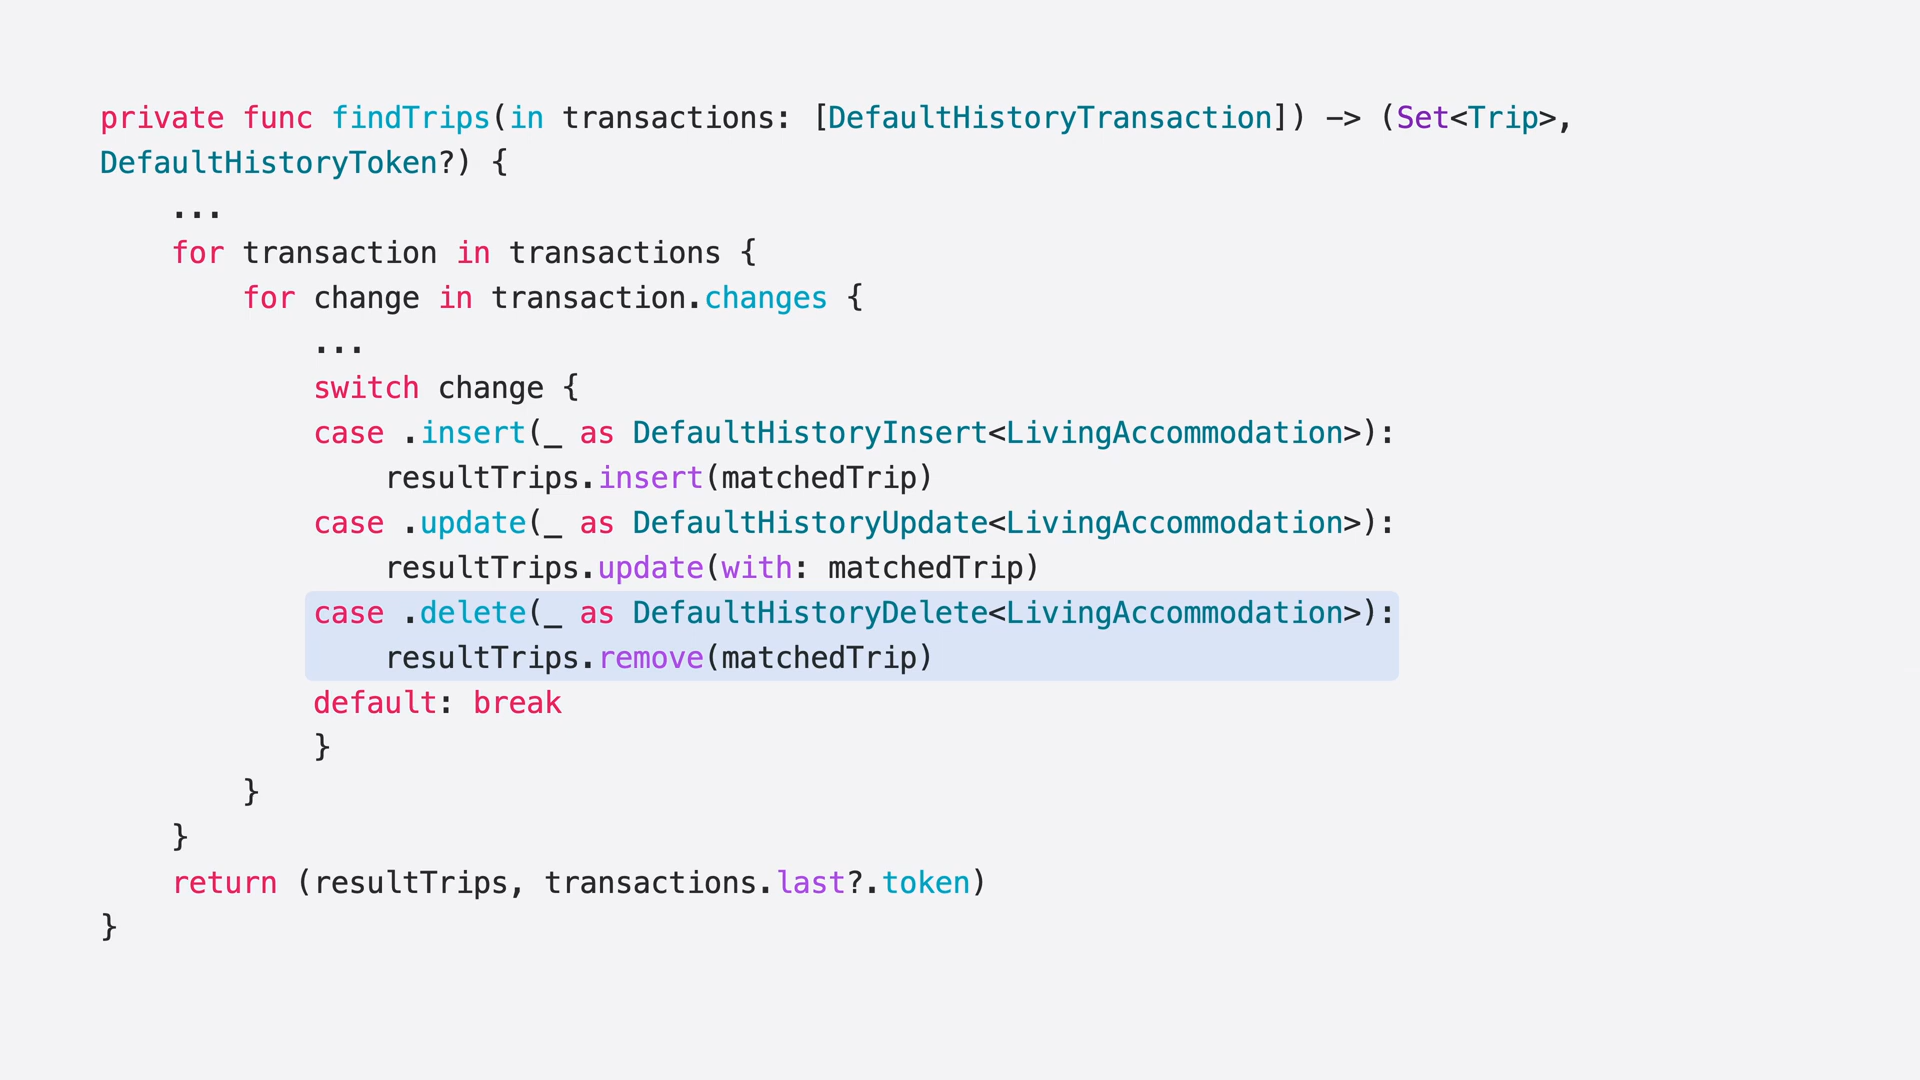 private func findTrips(in transactions: [DefaultHistoryTransaction]) -> (Set<Trip>,
DefaultHistoryToken?) {
    ...
    for transaction in transactions {
        for change in transaction.changes {
            ...
            switch change {
            case .insert(_ as DefaultHistoryInsert<LivingAccommodation>):
                resultTrips.insert(matchedTrip)
            case .update(_ as DefaultHistoryUpdate<LivingAccommodation>):
                resultTrips.update(with: matchedTrip)
            case .delete(_ as DefaultHistoryDelete<LivingAccommodation>):
                resultTrips.remove(matchedTrip)
            default: break
            }
        }
    }
    return (resultTrips, transactions.last?.token)
}